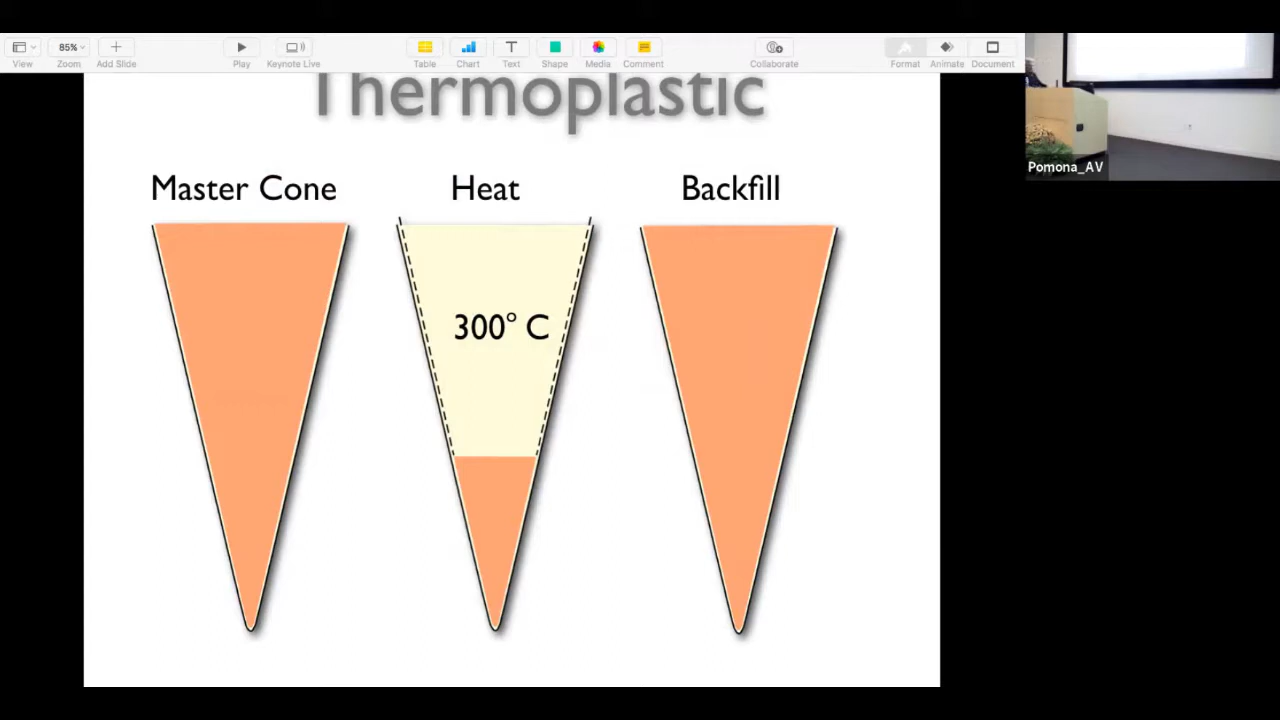 85%
View Zoom Add Slide Play Keynote Live Table Chart Text Shape Media Comment Collaborate Format Animate Document
Thermoplastic
Pomona_AV
Master Cone Heat Backfill
300° C